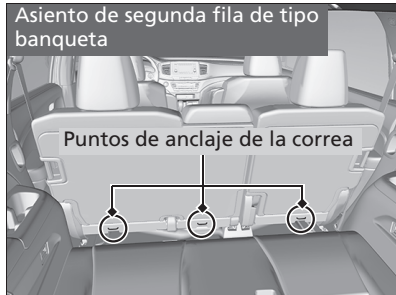 Asiento de segunda fila de tipo
banqueta
Puntos de anclaje de la correa